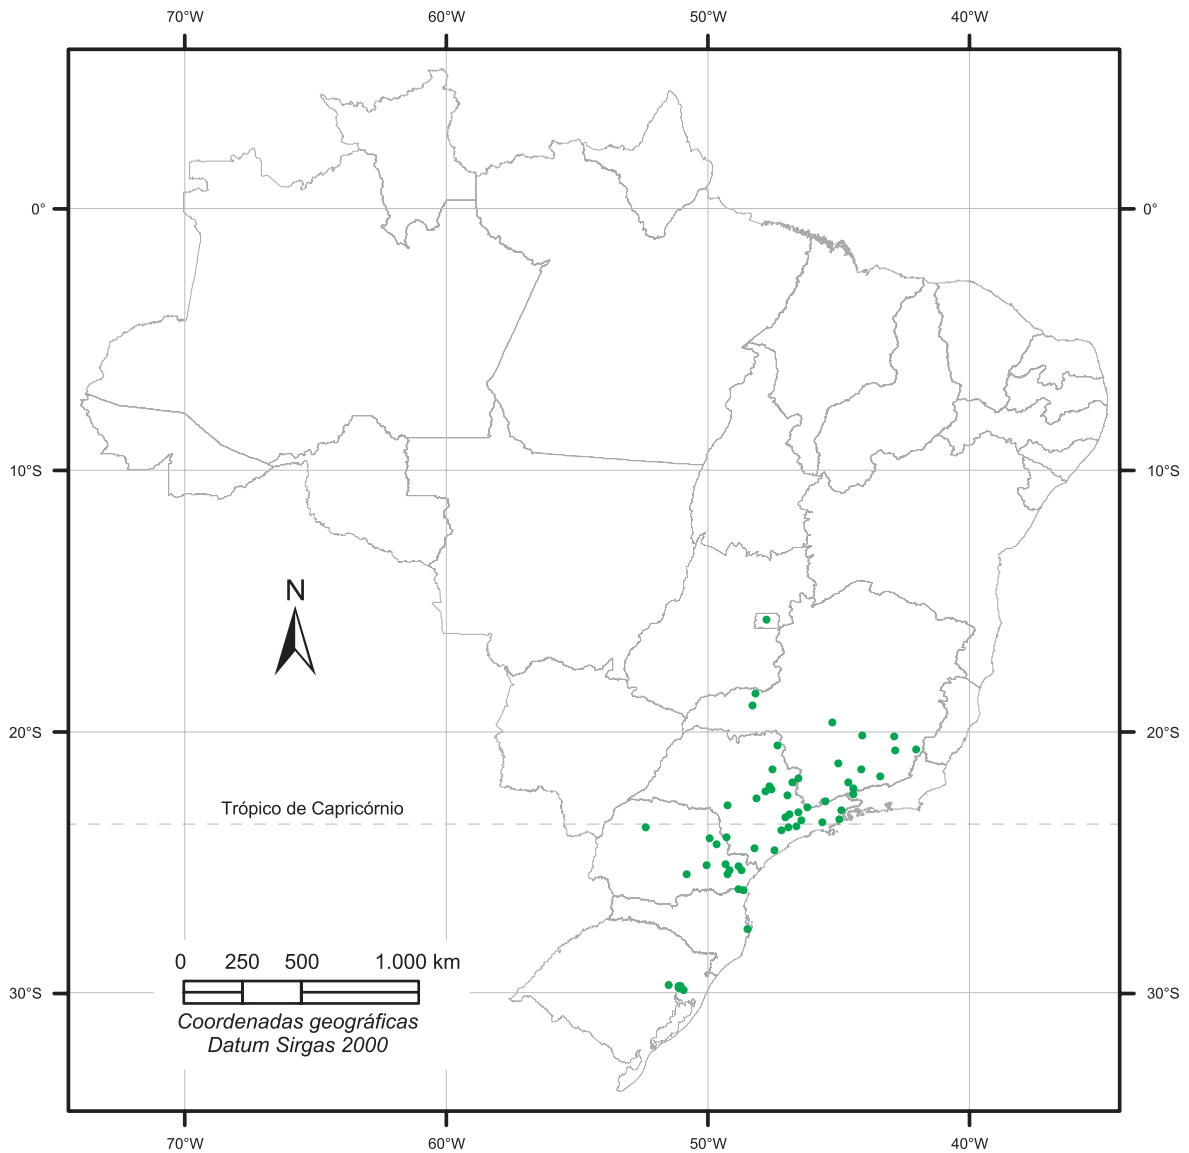 70°W 60°W 50°W 40°W
0° 0°
10°S 10°S
N
20°S 20°S
Trópico de Capricórnio
0 250 500 1.000 km
30°S 30°S
Coordenadas geográficas
Datum Sirgas 2000
70°W 60°W 50°W 40°W